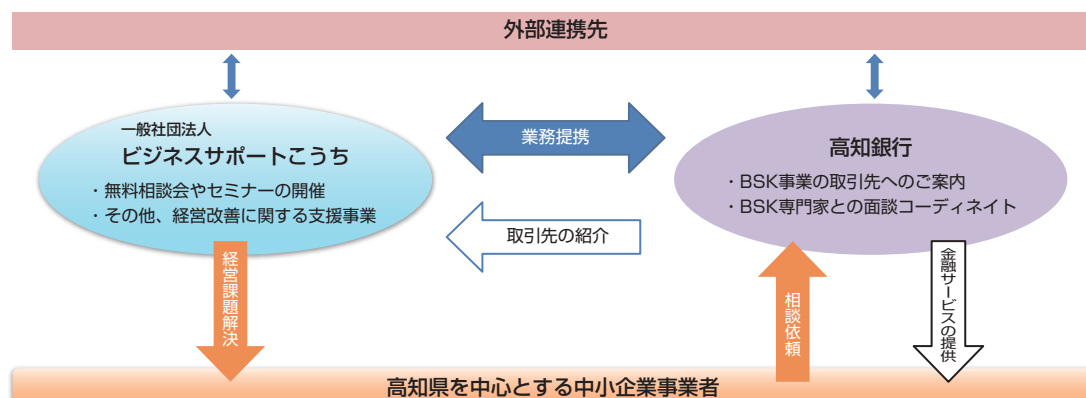 外部連携先
一般社団法人
ビジネスサポートこうち
・無料相談会やセミナーの開催
・その他、経営改善に関する支援事業
業務提携
取引先の紹介
高知銀行
・BSK事業の取引先へのご案内
・BSK専門家との面談コーディネイト
経営課題解決
相談依頼
金融サービスの提供
高知県を中心とする中小企業事業者